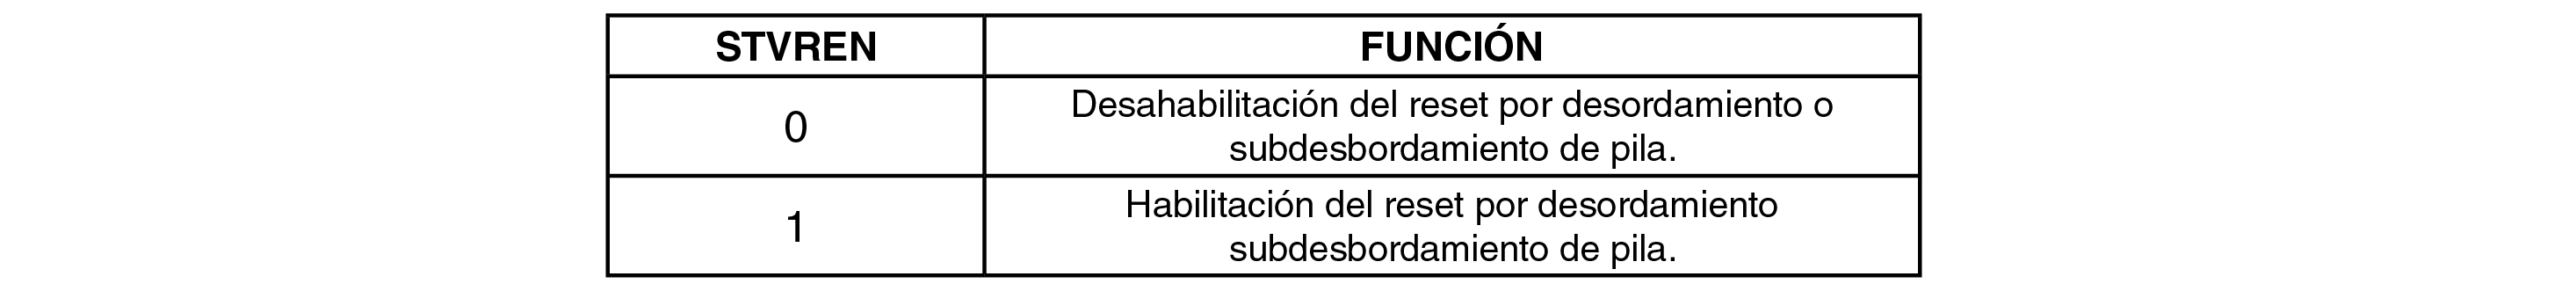 STVREN FUNCIÓN
0 Desahabilitación del reset por desordamiento o
subdesbordamiento de pila.
1 Habilitación del reset por desordamiento
subdesbordamiento de pila.